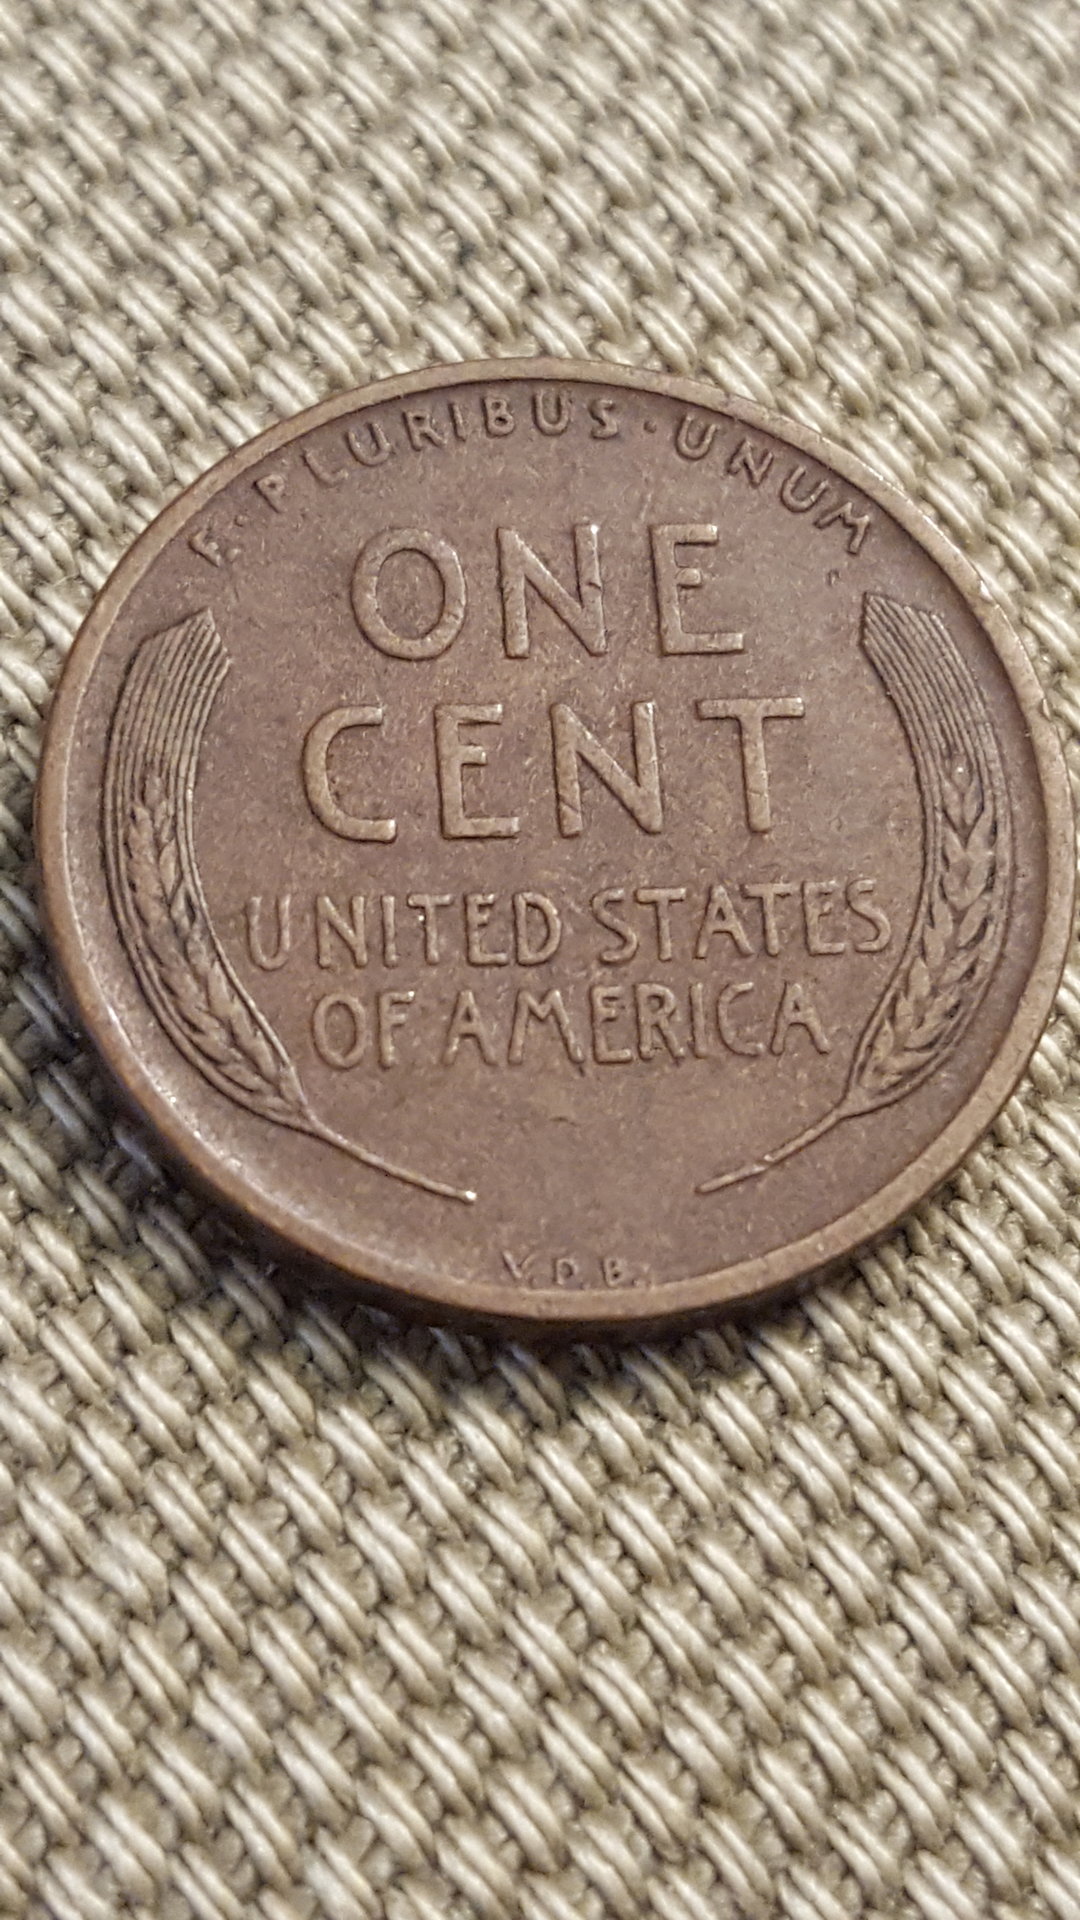 E·PLURIBUS·UNUM
ONE
CENT
UNITED STATES
OF AMERICA
V.D.B.